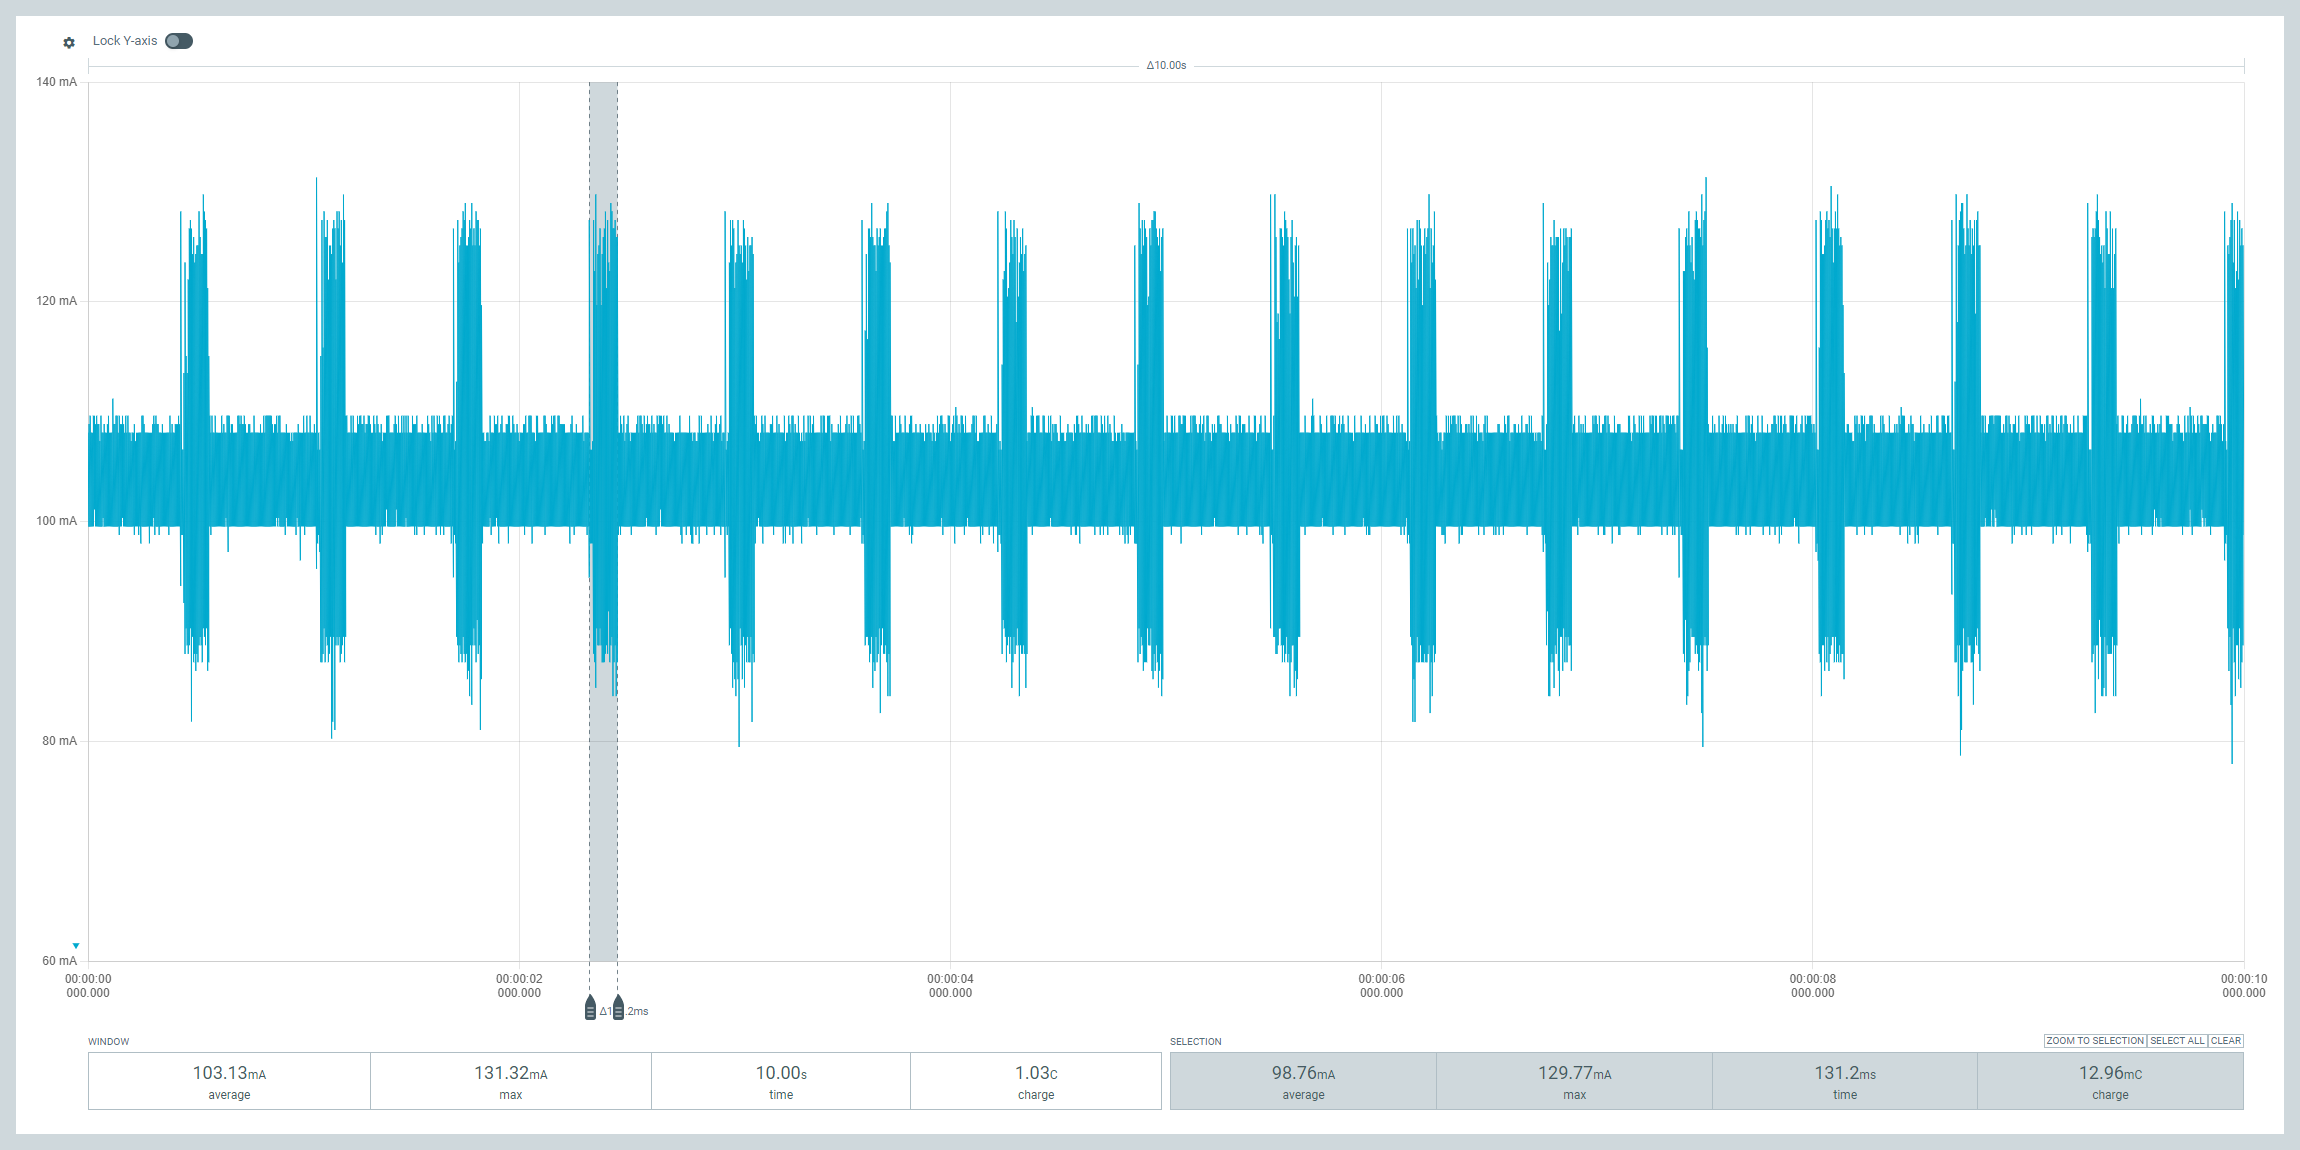 Lock Y-axis
Δ10.00s
140 mA
120 mA
100 mA
80 mA
60 mA
00:00:00 00:00:02 00:00:04 00:00:06 00:00:08 00:00:10
000.000 000.000 000.000 000.000 000.000 000.000
Δ1 .2ms
WINDOW SELECTION ZOOM TO SELECTION SELECT ALL CLEAR
103.13mA 131.32mA 10.00s 1.03C 98.76mA 129.77mA 131.2ms 12.96mC
average max time charge average max time charge